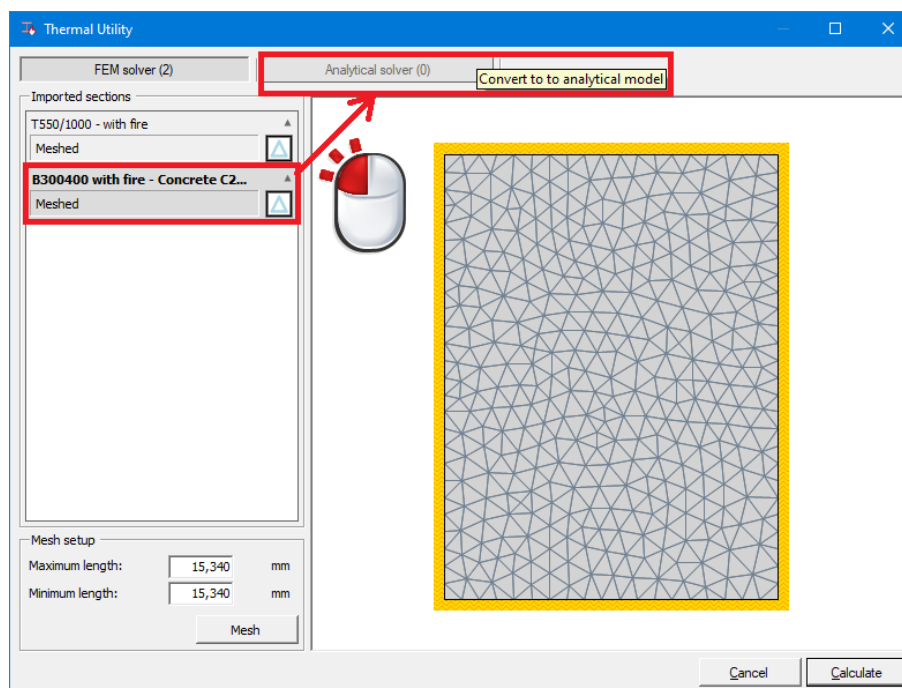 Thermal Utility
FEM solver (2)
Analytical solver (0)
Convert to to analytical model
Imported sections
T550/1000 - with fire
Meshed
B300400 with fire - Concrete C2...
Meshed
Mesh setup
Maximum length: 15,340 mm
Minimum length: 15,340 mm
Mesh
Cancel Calculate